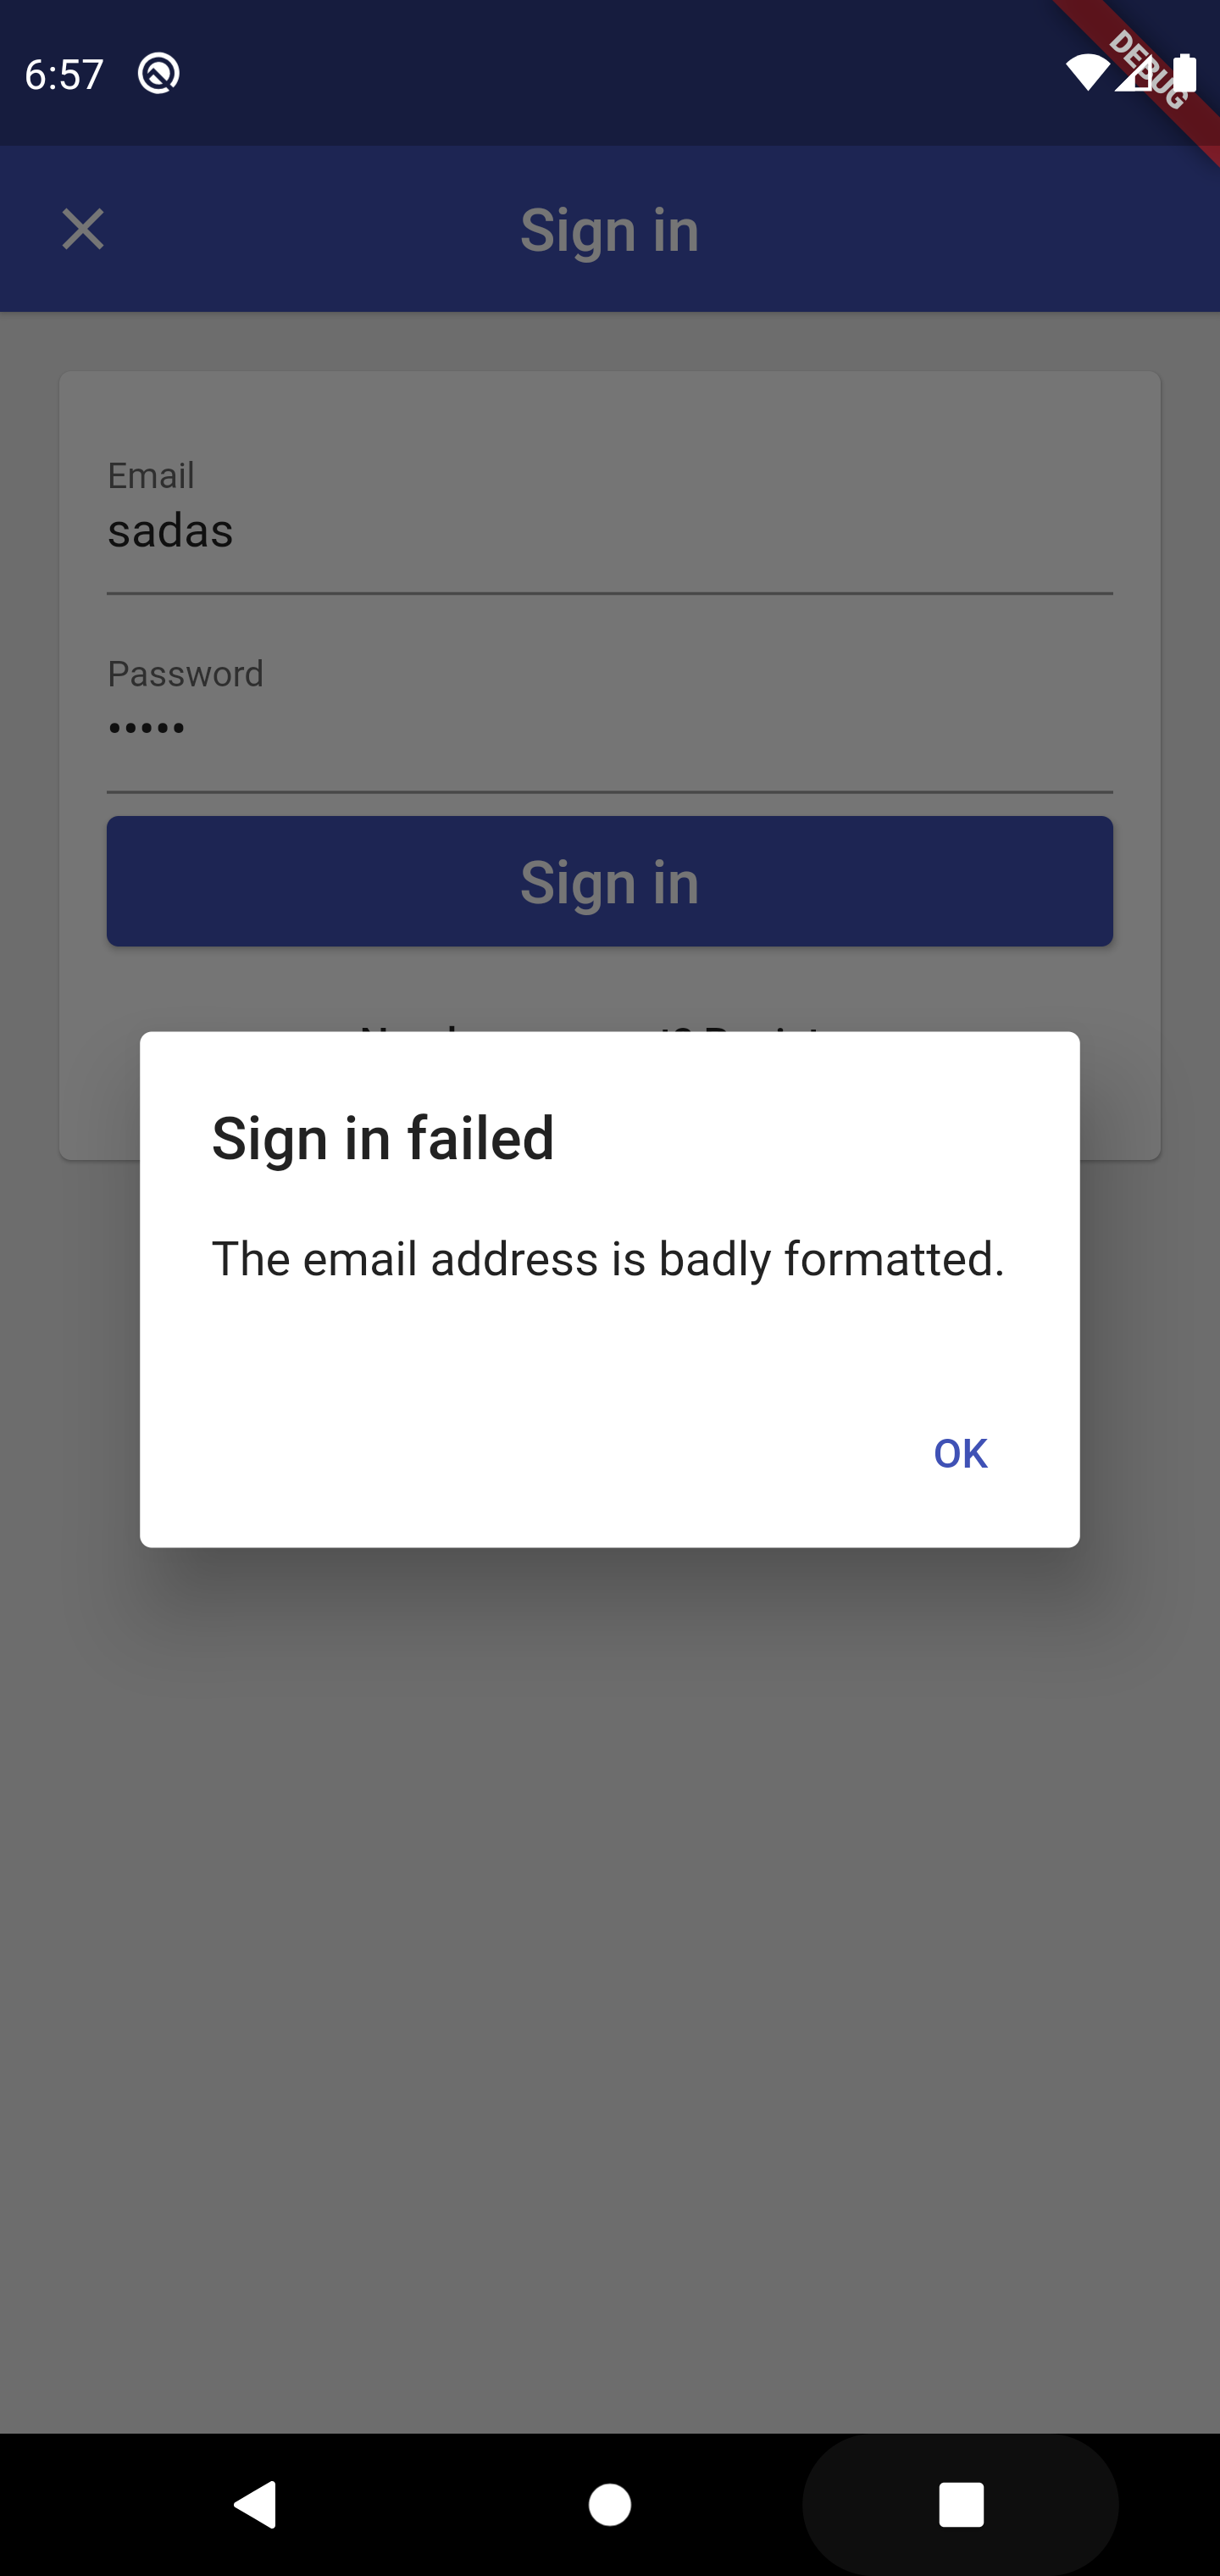 6:57
DEBUG
Sign in
Email
sadas
Password
•••••
Sign in
Sign in failed
The email address is badly formatted.
OK